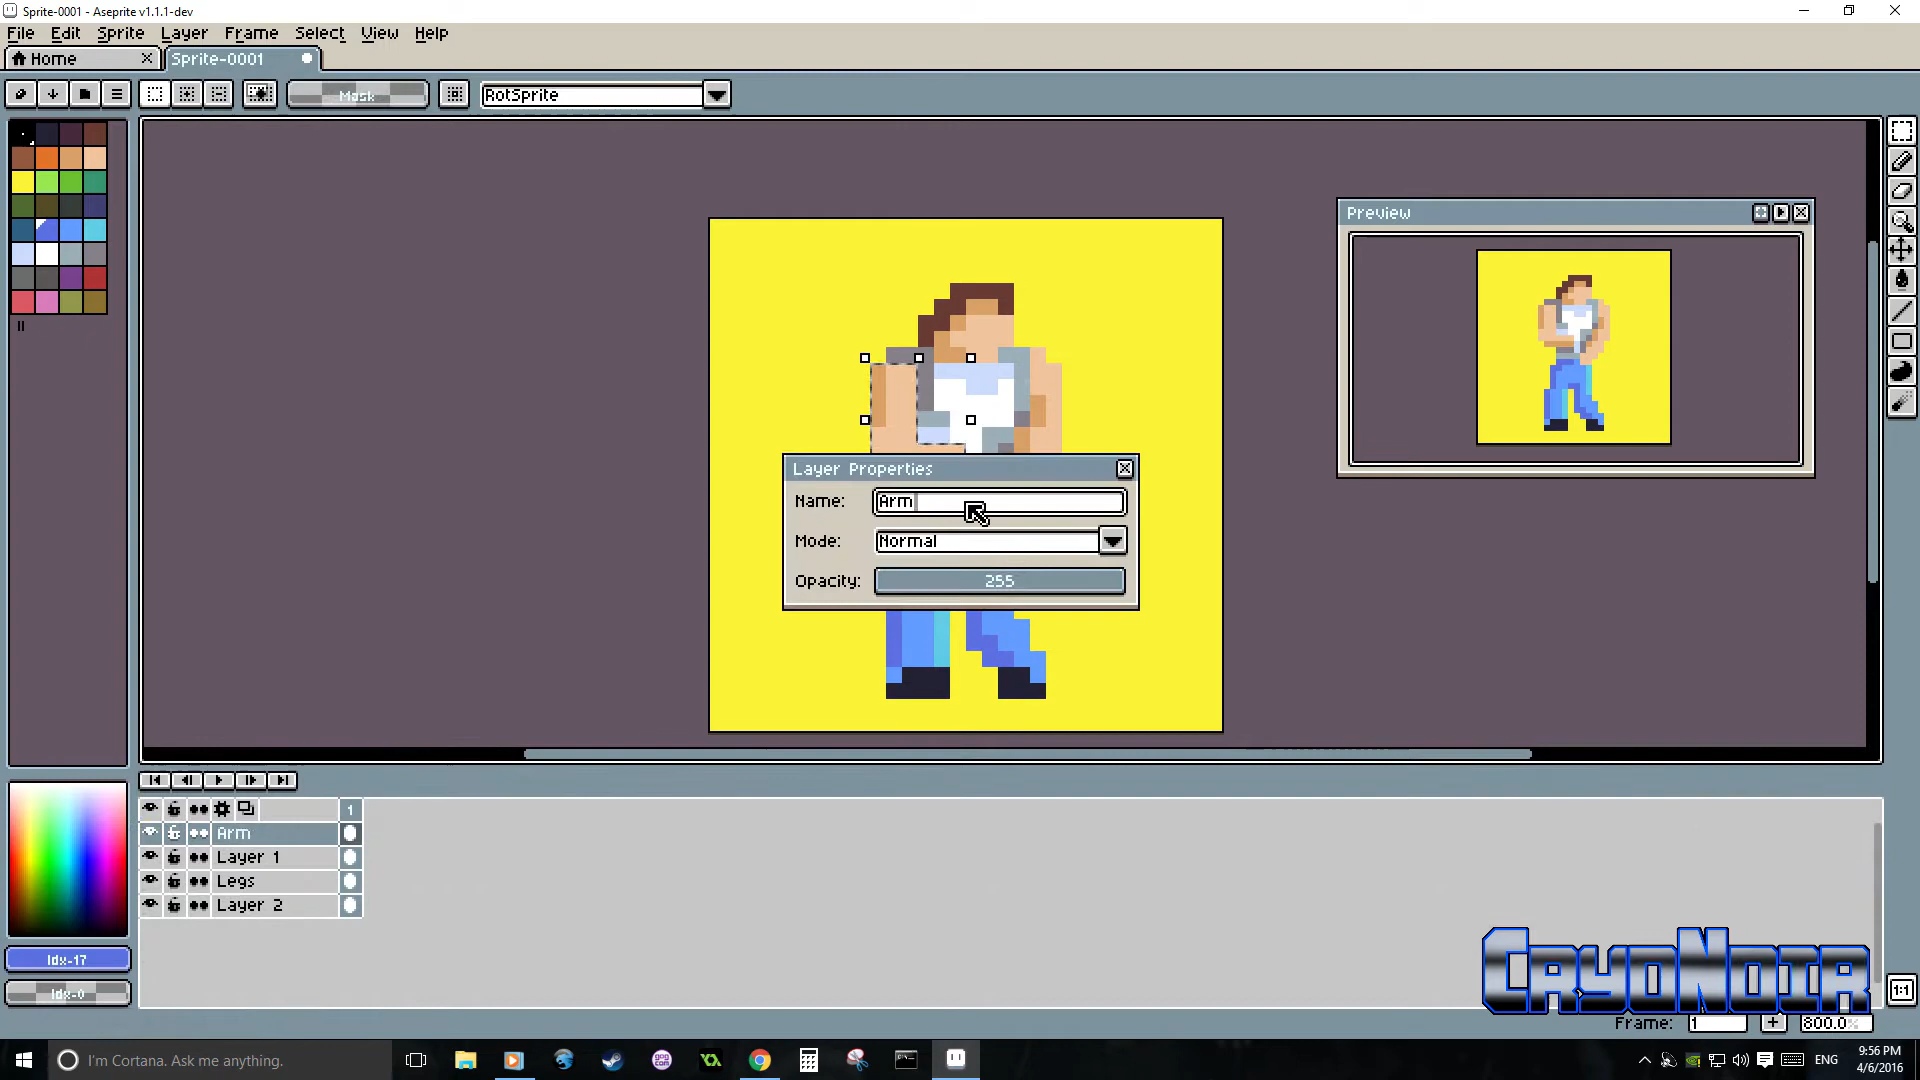 Sprite-0001 - Aseprite v1.1.1-dev
File Edit Sprite Layer Frame Select View Help
Home
Sprite-0001
Mask
RotSprite
Preview
Layer Properties
Name: Arm
Mode: Normal
Opacity: 255
1
Arm
Layer 1
Legs
Layer 2
Idx-17
Idx-0
CRYONOIR
1:1
Frame: 1
+
800.0
I'm Cortana. Ask me anything.
ENG
9:56 PM
4/6/2016